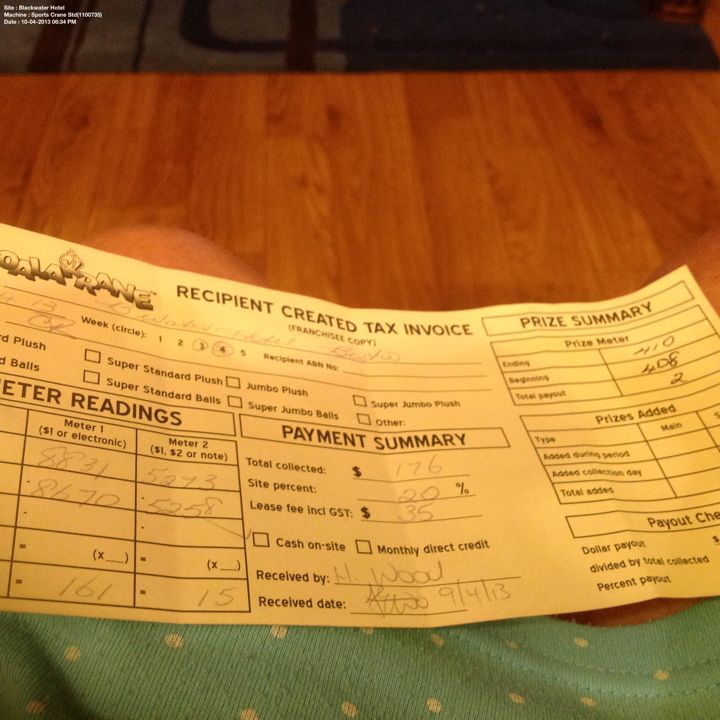 Site : Blackwater Hotel
Machine : Sports Crane Std(1100735)
Date : 10-04-2013 06:34 PM
RECIPIENT CREATED TAX INVOICE
(FRANCHISEE COPY)
Week (circle): 1 2 3 4 5
Recipient ABN No:
rd Plush
Super Standard Plush
Jumbo Plush
Super Jumbo Plush
d Balls
Super Standard Balls
Super Jumbo Balls
Other:
ETER READINGS
Meter 1
($1 or electronic)
Meter 2
($1, $2 or note)
8831
5273
- 8670
- 5258
-
= (x__)
= (x__)
= 161
= 15
PAYMENT SUMMARY
Total collected: $ 176
Site percent: 20 %
Lease fee incl GST: $ 35
Cash on-site
Monthly direct credit
Received by: H. Wood
Received date: 9/4/13
PRIZE SUMMARY
Prize Meter
Ending 410
Beginning 408
Total payout 2
Prizes Added
Type Main S
Added during period
Added collection day
Total added
Payout Che
Dollar payout $
divided by total collected
Percent payout